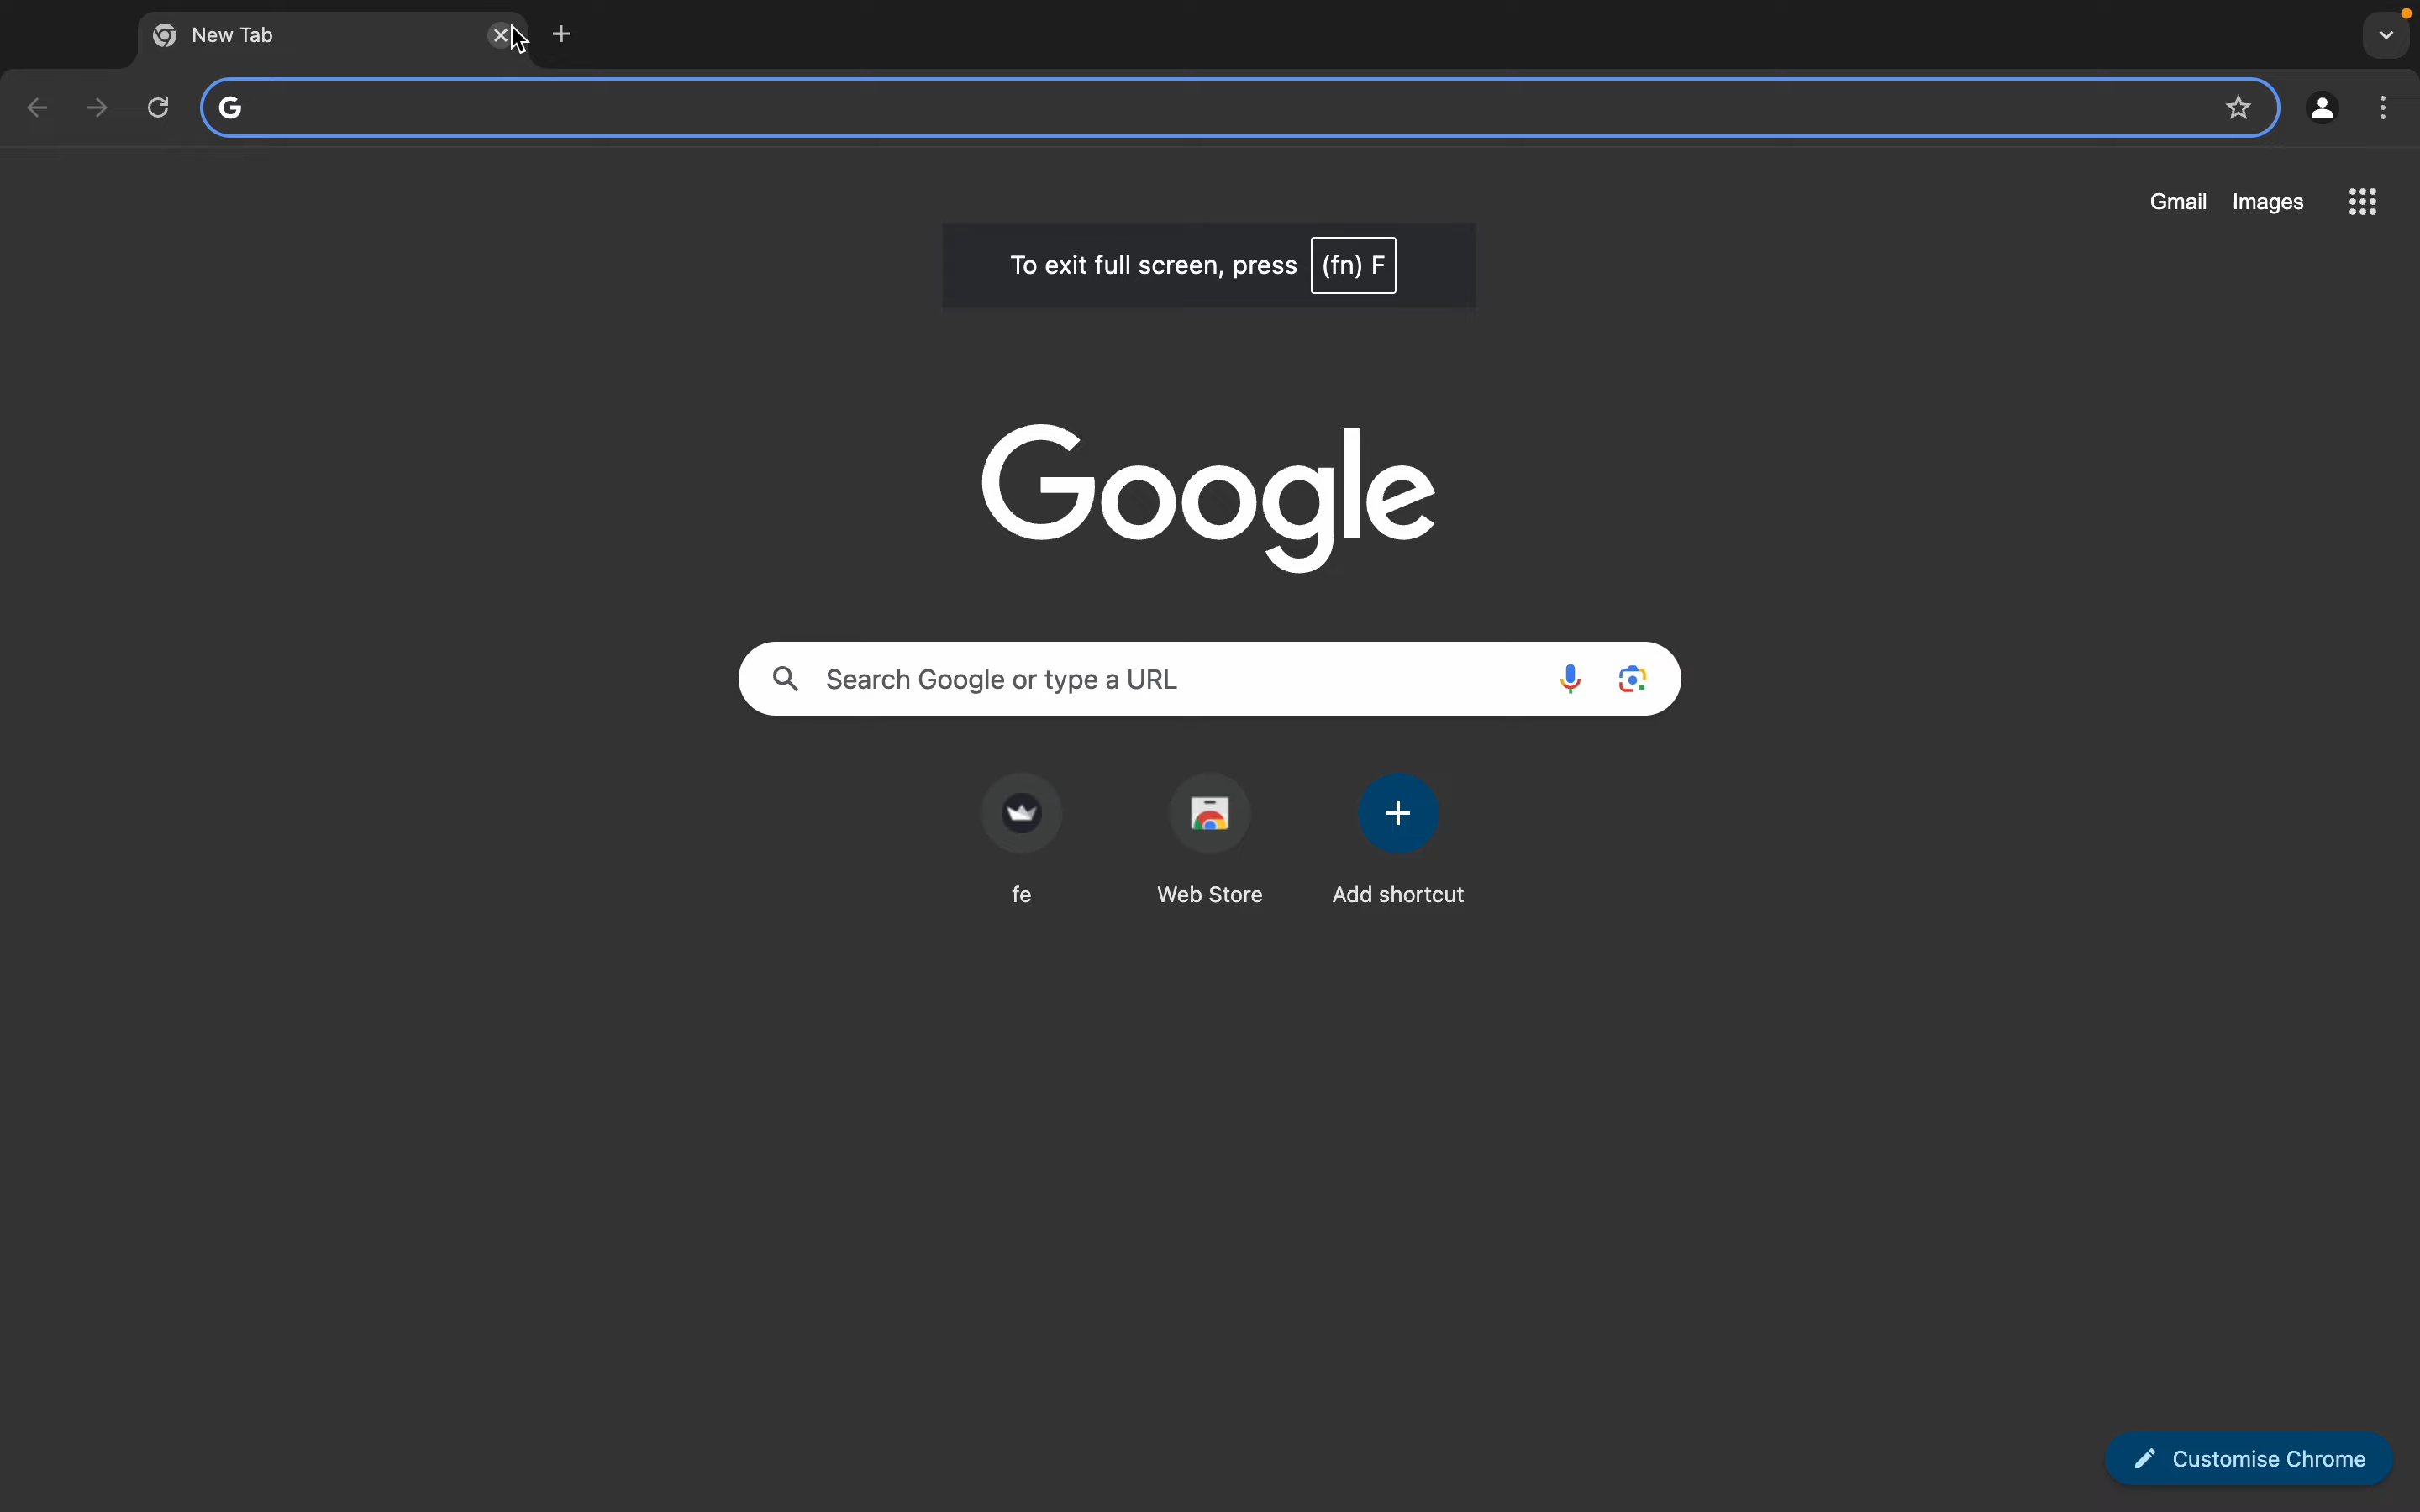 New Tab
Gmail Images
To exit full screen, press (fn) F
Google
Search Google or type a URL
fe
Web Store
Add shortcut
Customise Chrome